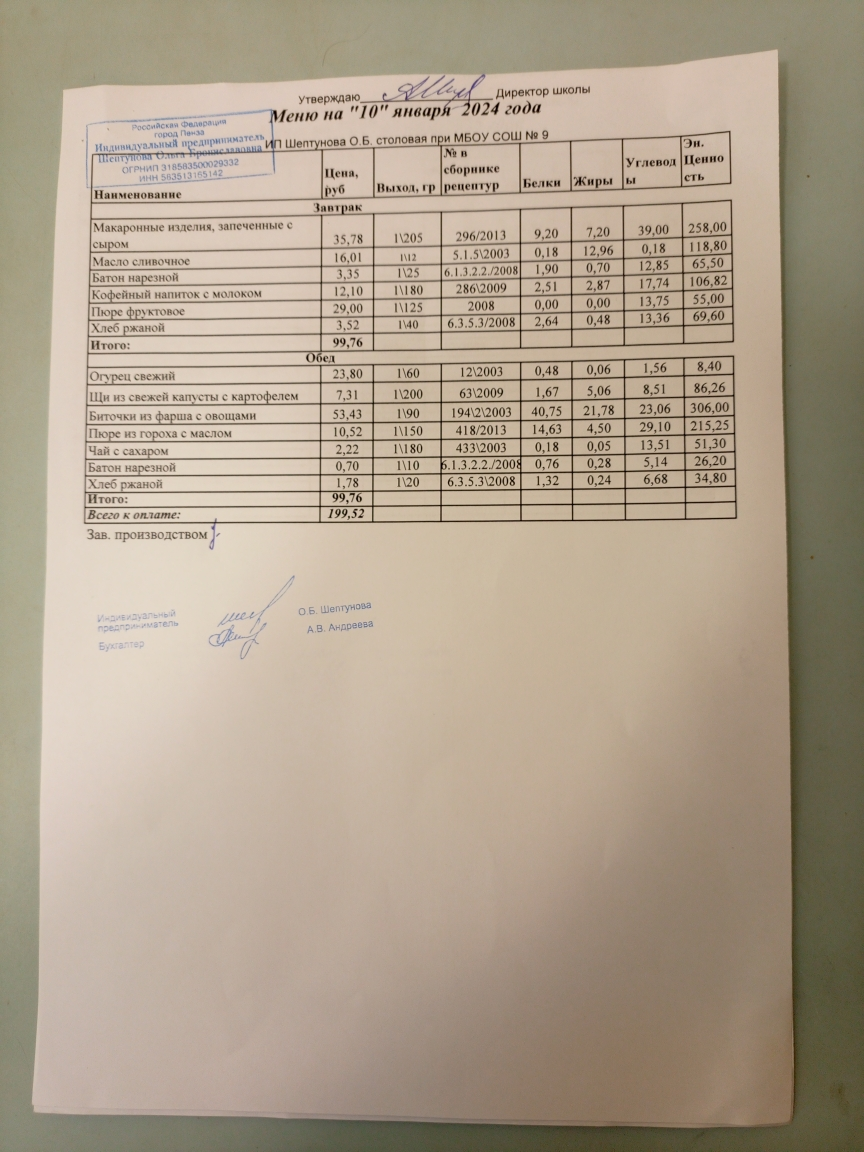 Утверждаю Директор школы
Меню на "10" января 2024 года
Российская Федерация
город Пенза
Индивидуальный предприниматель
Шептунова Ольга Брониславовна
ОГРНИП 318583500029332
ИНН 583513165142
ИП Шептунова О.Б. столовая при МБОУ СОШ № 9
Наименование Цена, руб Выход, гр № в сборнике рецептур Белки Жиры Углеводы Эн. Ценность
Завтрак
Макаронные изделия, запеченные с сыром 35,78 1\205 296/2013 9,20 7,20 39,00 258,00
Масло сливочное 16,01 1\12 5.1.5\2003 0,18 12,96 0,18 118,80
Батон нарезной 3,35 1\25 6.1.3.2.2./2008 1,90 0,70 12,85 65,50
Кофейный напиток с молоком 12,10 1\180 286\2009 2,51 2,87 17,74 106,82
Пюре фруктовое 29,00 1\125 2008 0,00 0,00 13,75 55,00
Хлеб ржаной 3,52 1\40 6.3.5.3/2008 2,64 0,48 13,36 69,60
Итого: 99,76
Обед
Огурец свежий 23,80 1\60 12\2003 0,48 0,06 1,56 8,40
Щи из свежей капусты с картофелем 7,31 1\200 63\2009 1,67 5,06 8,51 86,26
Биточки из фарша с овощами 53,43 1\90 194\2\2003 40,75 21,78 23,06 306,00
Пюре из гороха с маслом 10,52 1\150 418/2013 14,63 4,50 29,10 215,25
Чай с сахаром 2,22 1\180 433\2003 0,18 0,05 13,51 51,30
Батон нарезной 0,70 1\10 6.1.3.2.2./2008 0,76 0,28 5,14 26,20
Хлеб ржаной 1,78 1\20 6.3.5.3\2008 1,32 0,24 6,68 34,80
Итого: 99,76
Всего к оплате: 199,52
Зав. производством
Индивидуальный
предприниматель О.Б. Шептунова
Бухгалтер А.В. Андреева